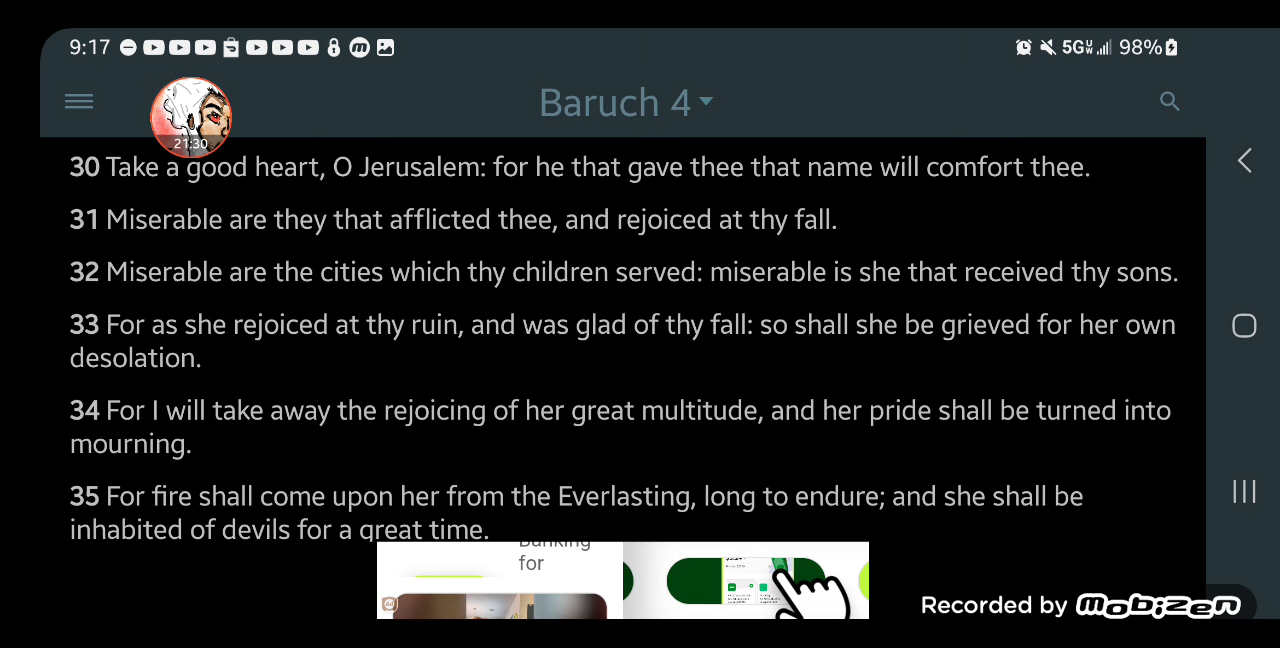 9:17
5G
98%
Baruch 4
21:30
30 Take a good heart, O Jerusalem: for he that gave thee that name will comfort thee.
31 Miserable are they that afflicted thee, and rejoiced at thy fall.
32 Miserable are the cities which thy children served: miserable is she that received thy sons.
33 For as she rejoiced at thy ruin, and was glad of thy fall: so shall she be grieved for her own
desolation.
34 For I will take away the rejoicing of her great multitude, and her pride shall be turned into
mourning.
35 For fire shall come upon her from the Everlasting, long to endure; and she shall be
inhabited of devils for a great time.
Banking
for
Recorded by mobizen